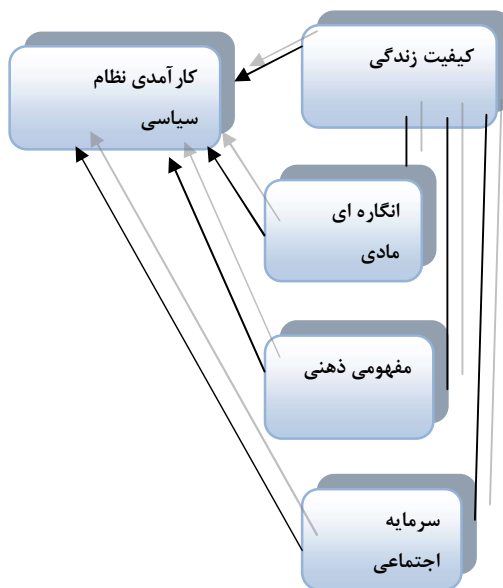 کیفیت زندگی
کارآمدی نظام
سیاسی
انگاره ای
مادی
مفهومی ذهنی
سرمایه
اجتماعی